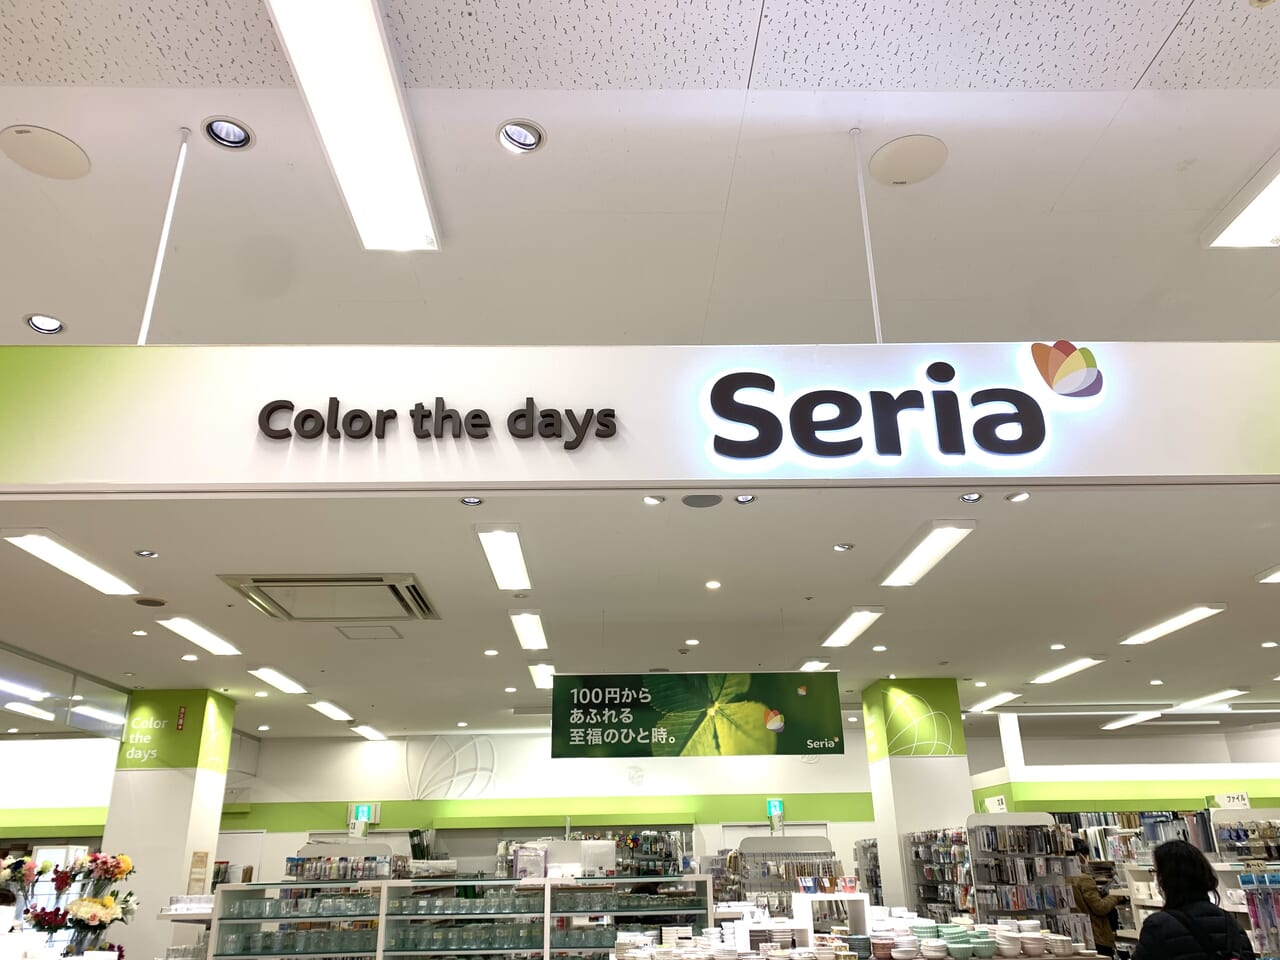 Color the days
Seria
100円から
あふれる
至福のひと時。
Seria
Color
the
days
ファイル